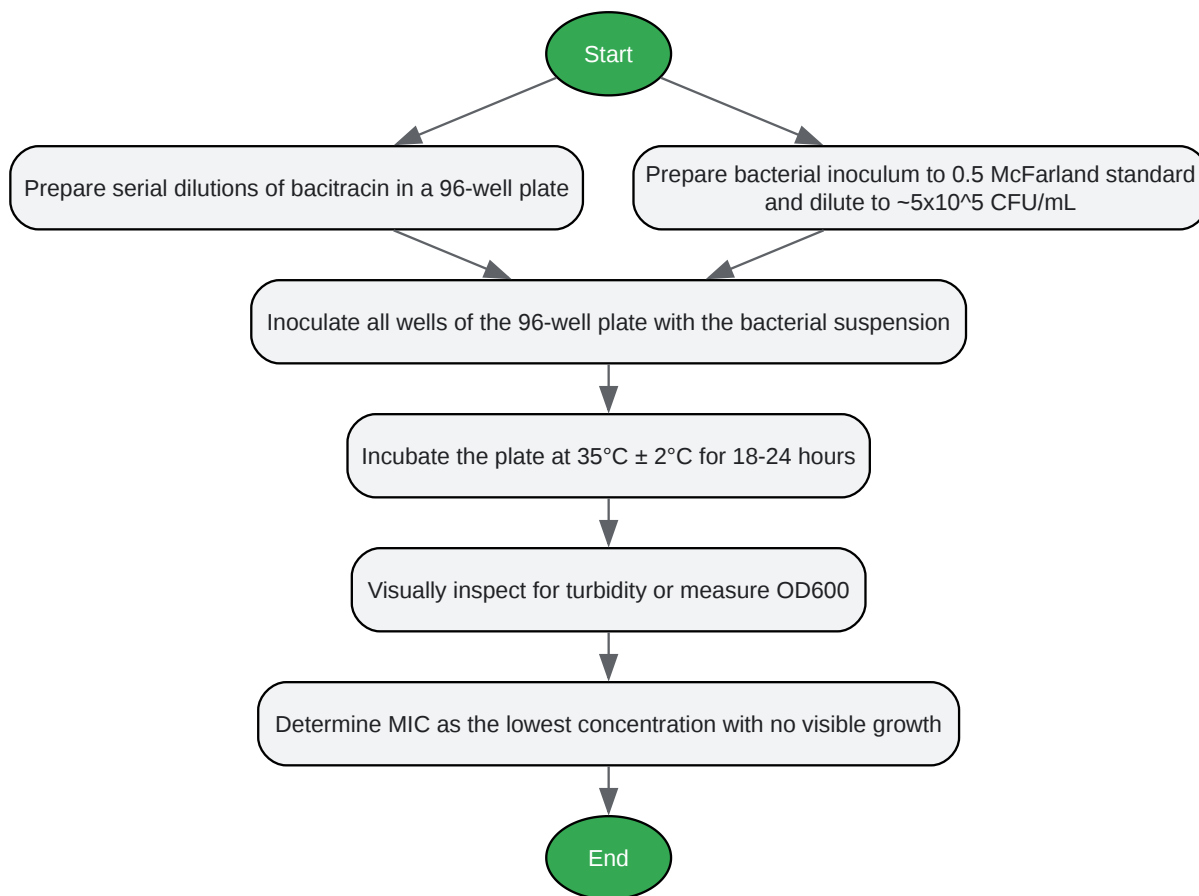 Start
Prepare serial dilutions of bacitracin in a 96-well plate
Prepare bacterial inoculum to 0.5 McFarland standard
and dilute to ~5x10^5 CFU/mL
Inoculate all wells of the 96-well plate with the bacterial suspension
Incubate the plate at 35°C ± 2°C for 18-24 hours
Visually inspect for turbidity or measure OD600
Determine MIC as the lowest concentration with no visible growth
End